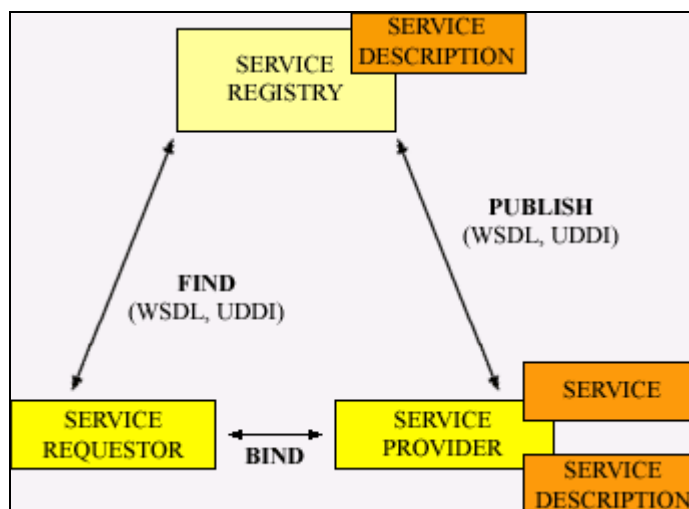 SERVICE
DESCRIPTION
SERVICE
REGISTRY
PUBLISH
(WSDL, UDDI)
FIND
(WSDL, UDDI)
SERVICE
REQUESTOR
BIND
SERVICE
PROVIDER
SERVICE
SERVICE
DESCRIPTION